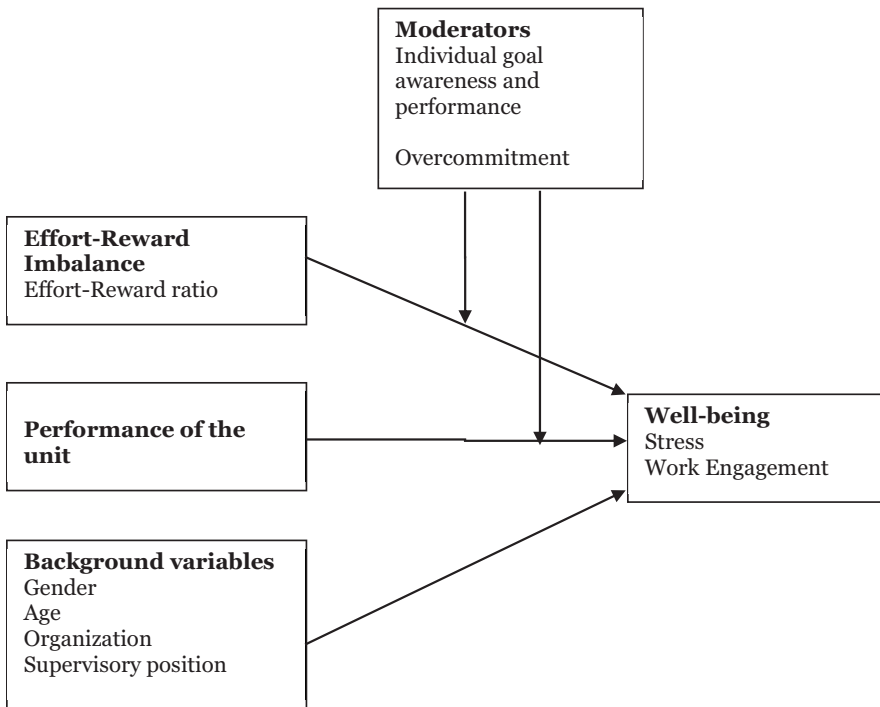 Moderators
Individual goal
awareness and
performance
Overcommitment
Effort-Reward
Imbalance
Effort-Reward ratio
Performance of the
unit
Well-being
Stress
Work Engagement
Background variables
Gender
Age
Organization
Supervisory position